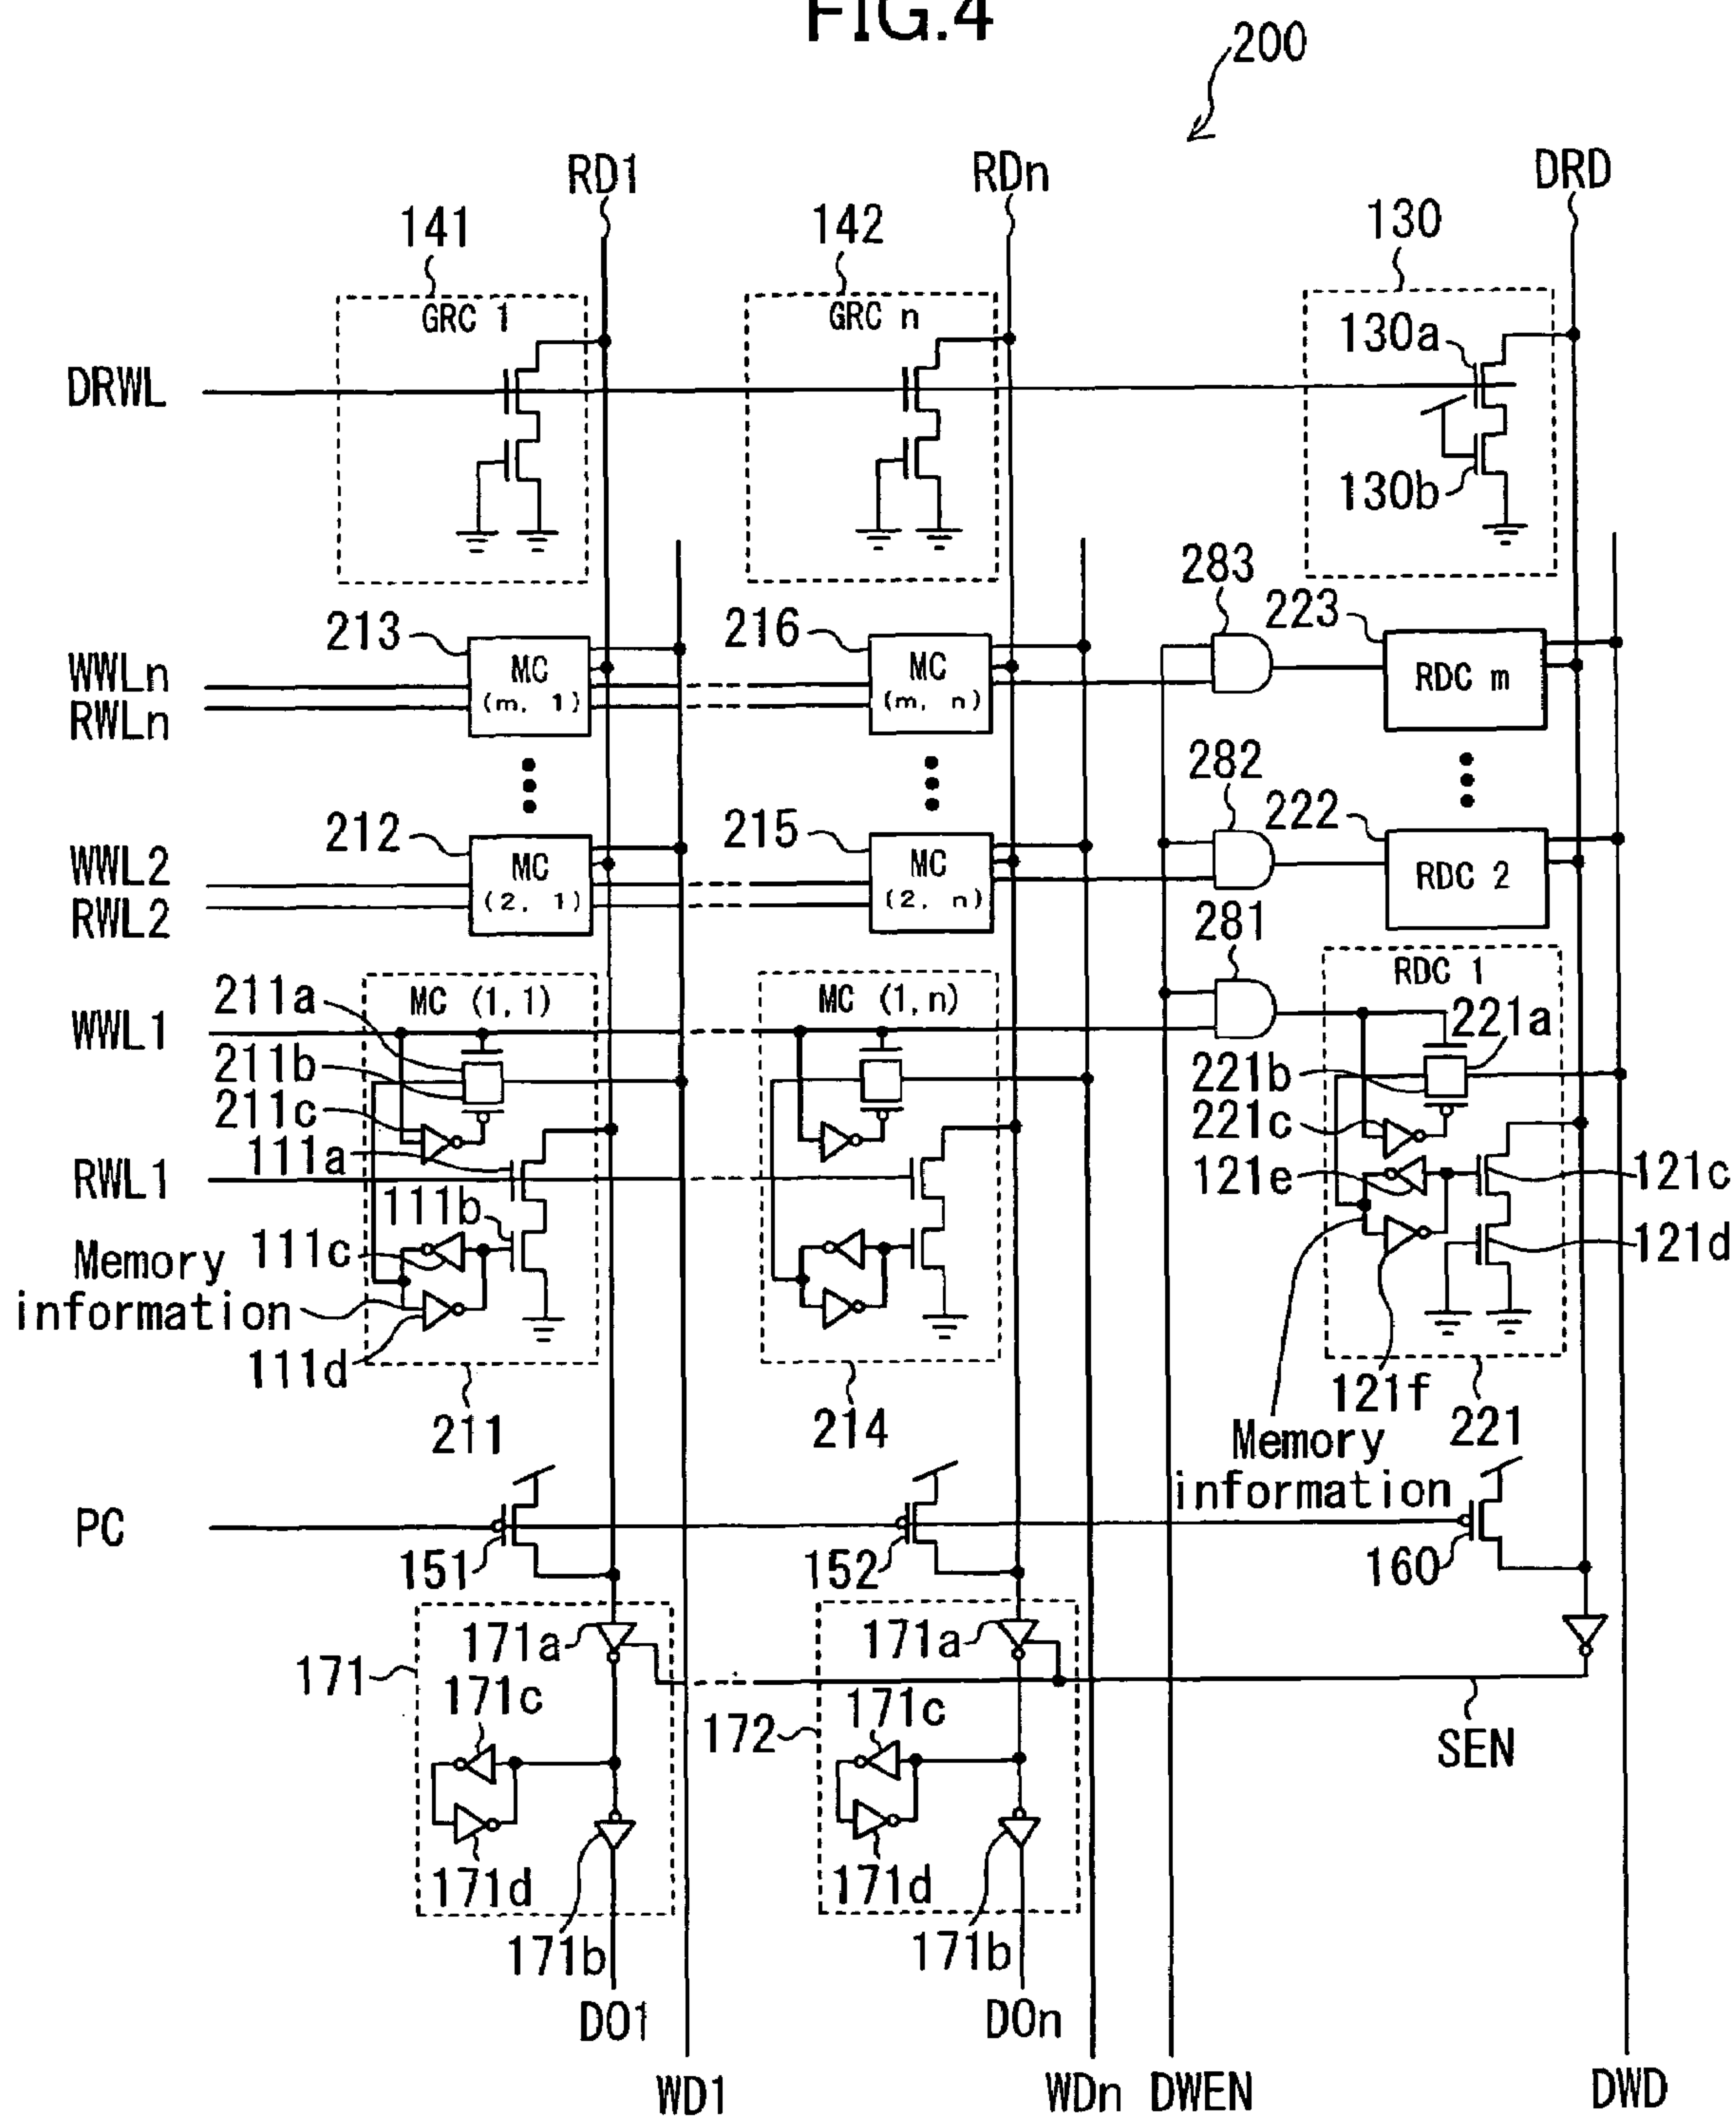 FIG.4
200
RD1
RDn
DRD
141
142
130
GRC 1
GRC n
130a
DRWL
130b
283
223
213
216
WWLn
RWLn
MC
(m, 1)
MC
(m, n)
RDC m
282
222
212
215
WWL2
RWL2
MC
(2, 1)
MC
(2, n)
RDC 2
281
RDC 1
211a
MC (1,1)
MC (1,n)
WWL1
221a
211b
221b
211c
221c
111a
RWL1
121e
121c
111b
111c
121d
Memory
information
111d
121f
211
214
221
Memory
information
PC
151
152
160
171a
171a
171
171c
171c
172
SEN
171d
171d
171b
171b
DO1
DOn
WD1
WDn
DWEN
DWD